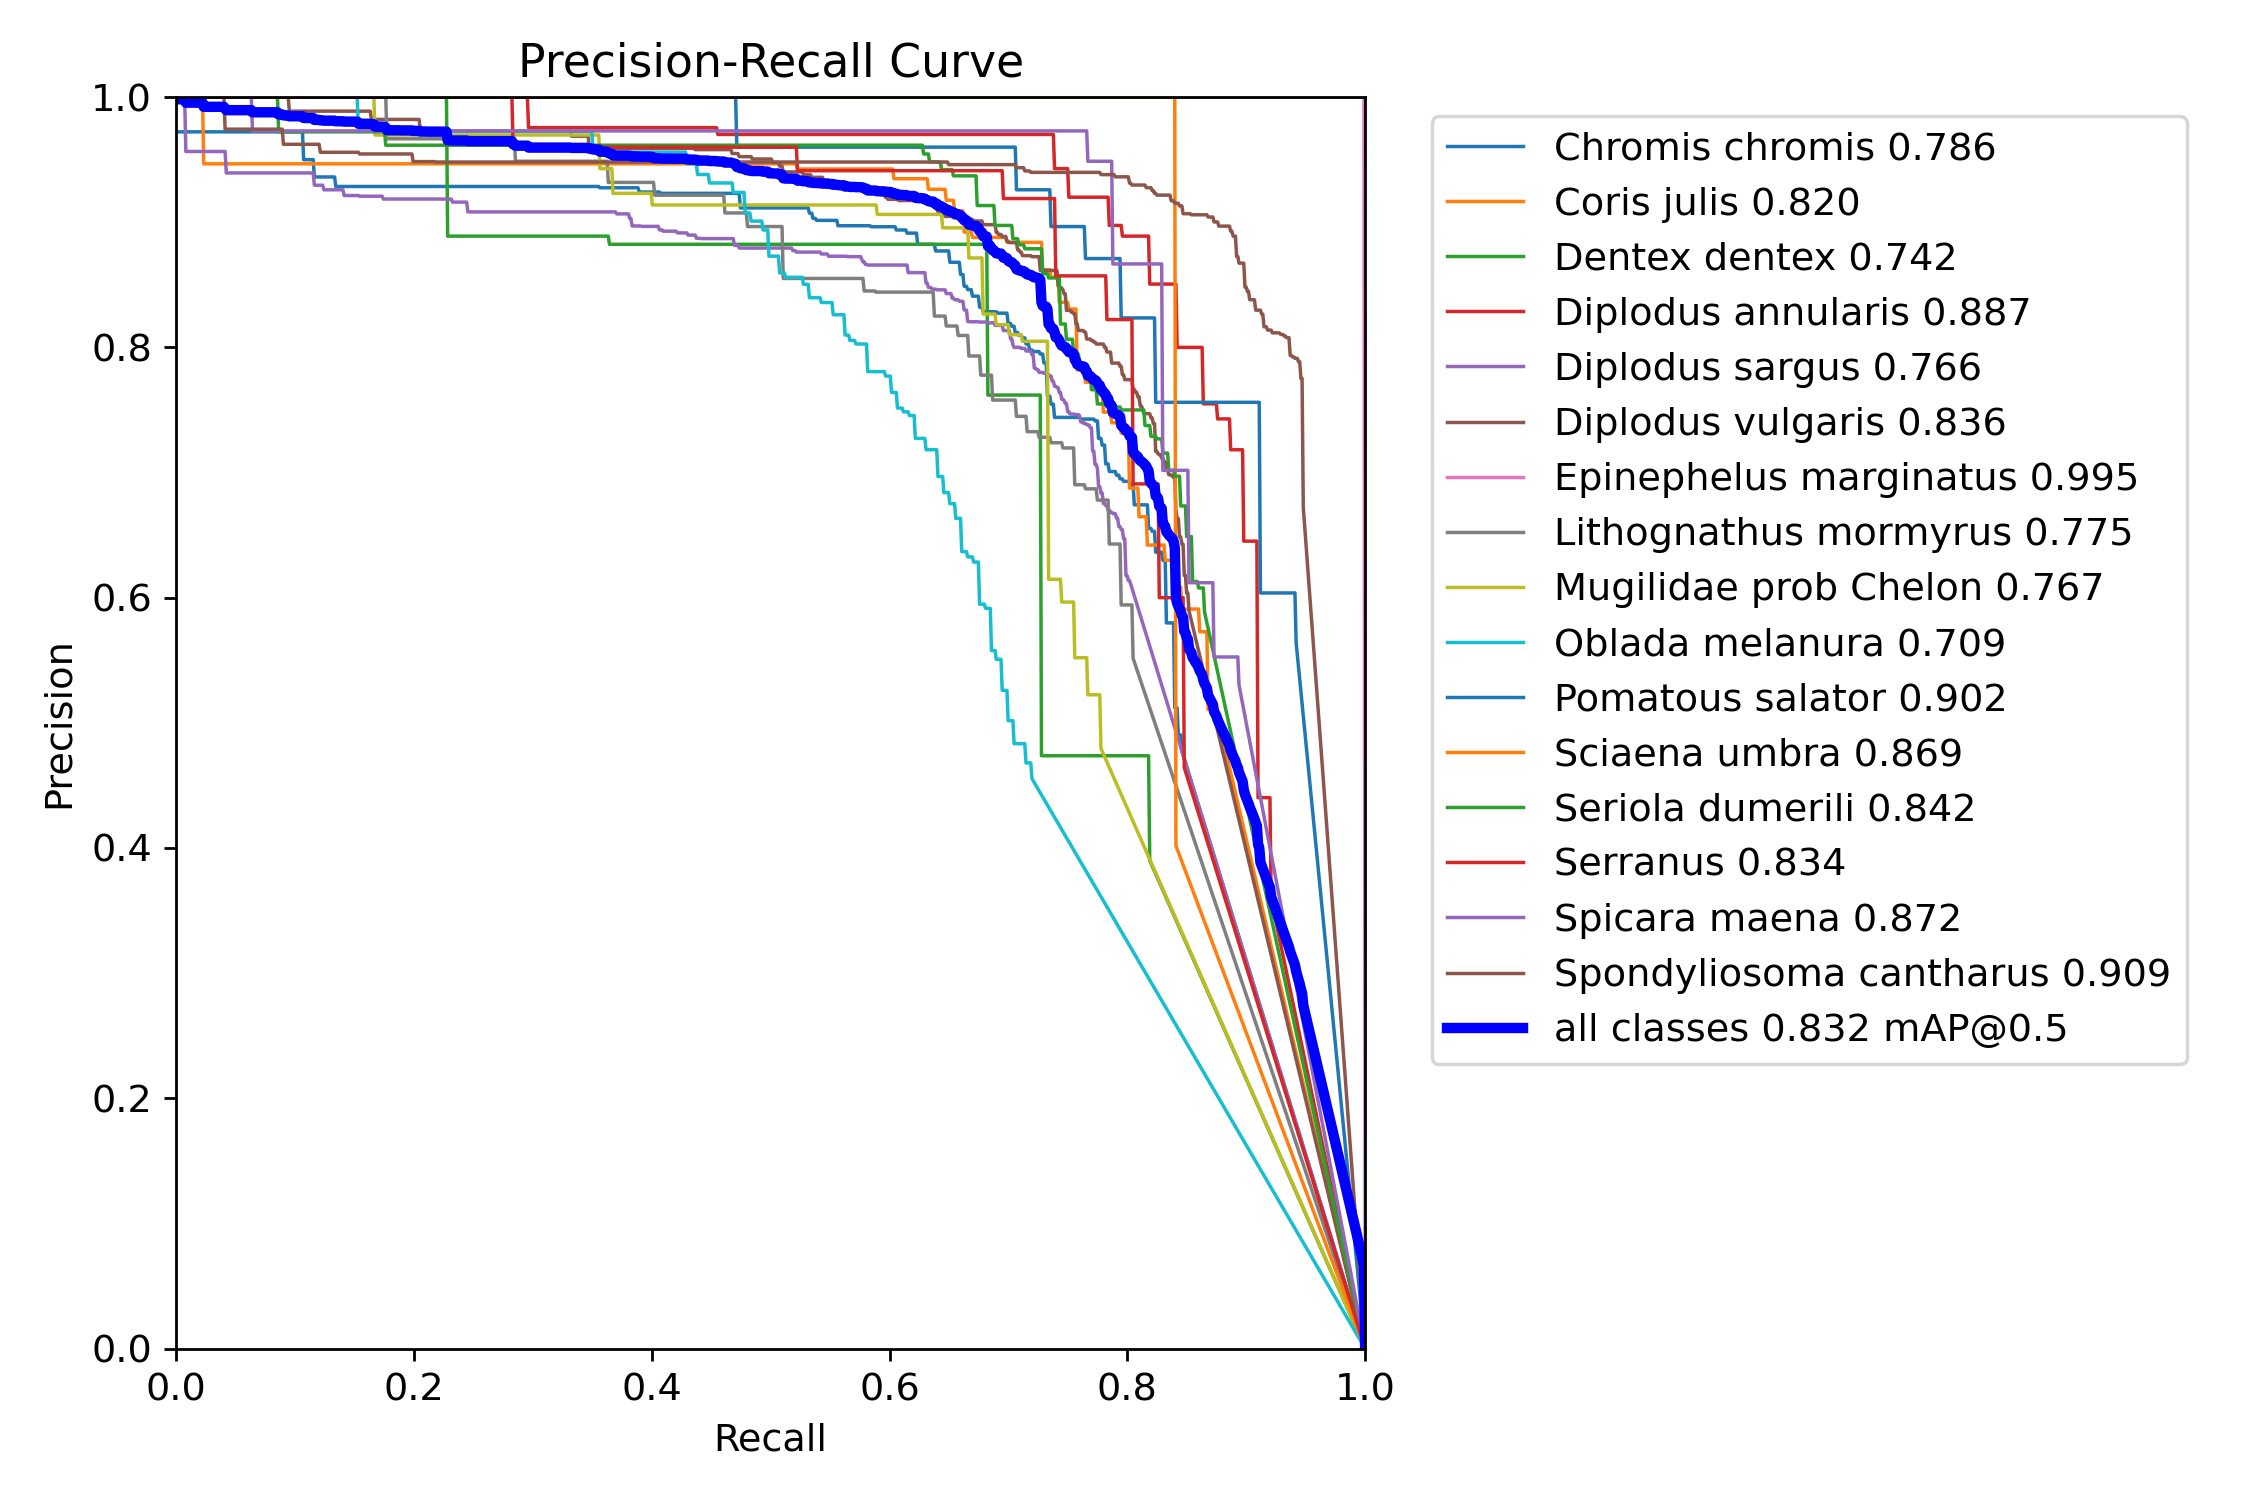 Precision-Recall Curve
1.0
0.8
0.6
0.4
0.2
0.0
Precision
0.0 0.2 0.4 0.6 0.8 1.0
Recall
Chromis chromis 0.786
Coris julis 0.820
Dentex dentex 0.742
Diplodus annularis 0.887
Diplodus sargus 0.766
Diplodus vulgaris 0.836
Epinephelus marginatus 0.995
Lithognathus mormyrus 0.775
Mugilidae prob Chelon 0.767
Oblada melanura 0.709
Pomatous salator 0.902
Sciaena umbra 0.869
Seriola dumerili 0.842
Serranus 0.834
Spicara maena 0.872
Spondyliosoma cantharus 0.909
all classes 0.832 mAP@0.5